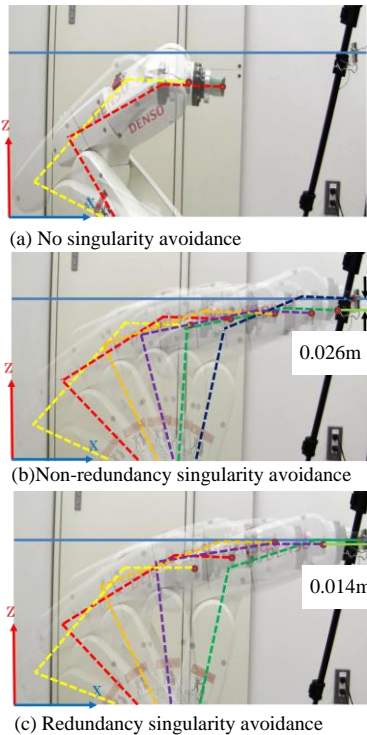 DENSO
Z
X
(a) No singularity avoidance
0.026m
Z
X
(b)Non-redundancy singularity avoidance
0.014m
Z
X
(c) Redundancy singularity avoidance